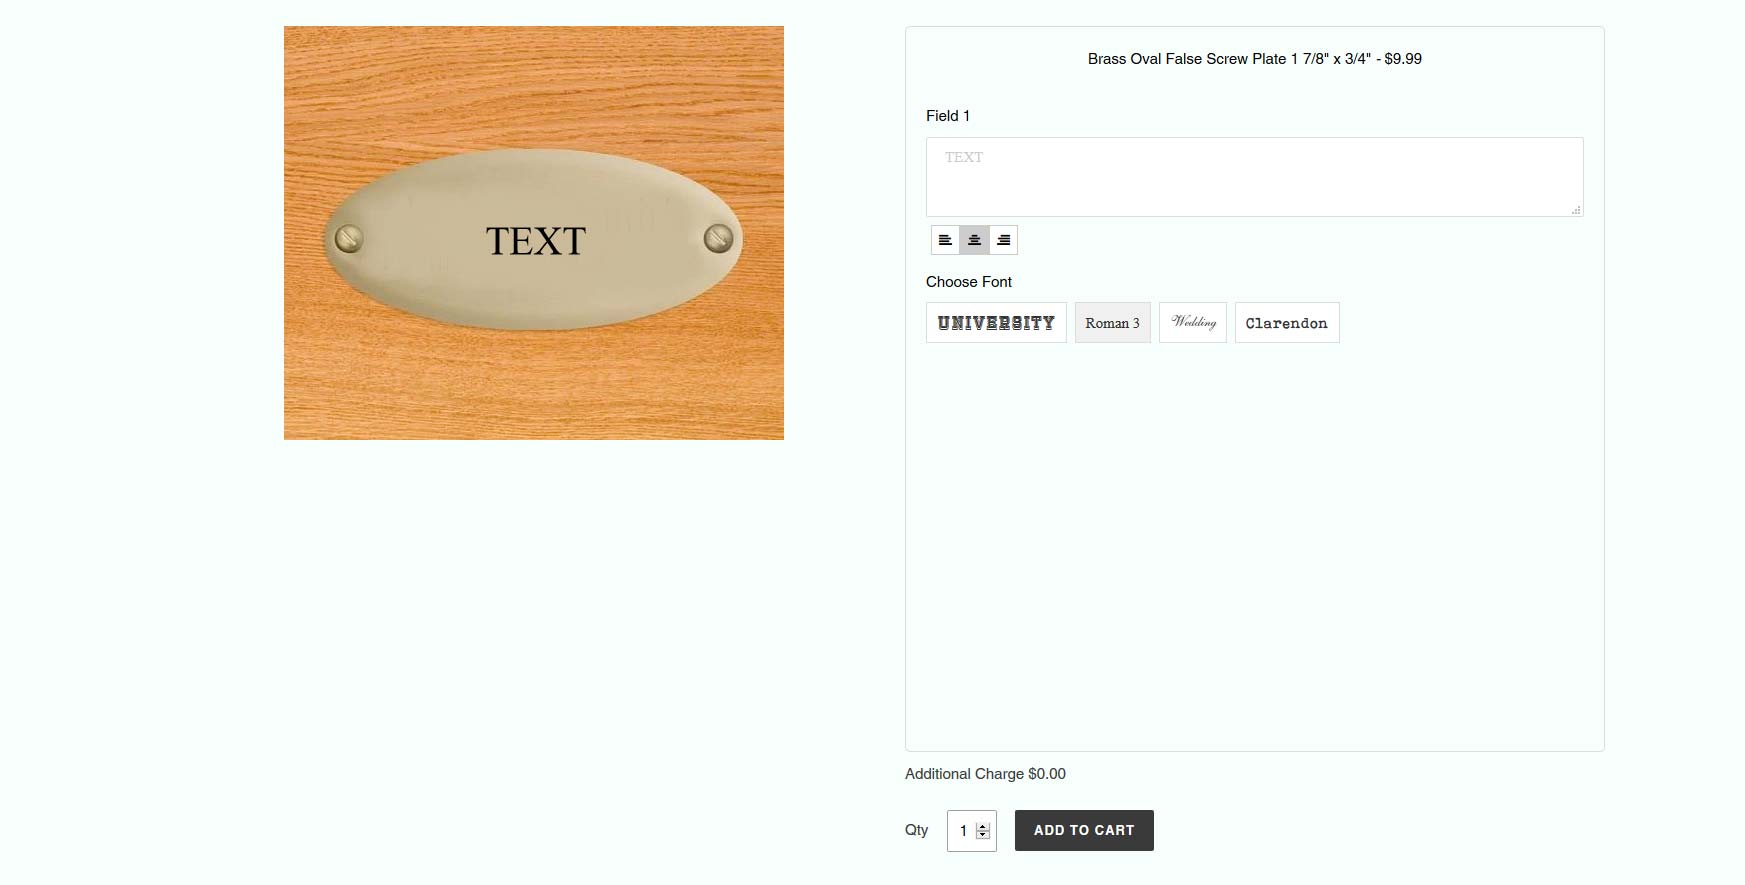 TEXT
Brass Oval False Screw Plate 1 7/8" x 3/4" - $9.99
Field 1
TEXT
Choose Font
UNIVERSITY Roman 3 Wedding Clarendon
Additional Charge $0.00
Qty 1 ADD TO CART